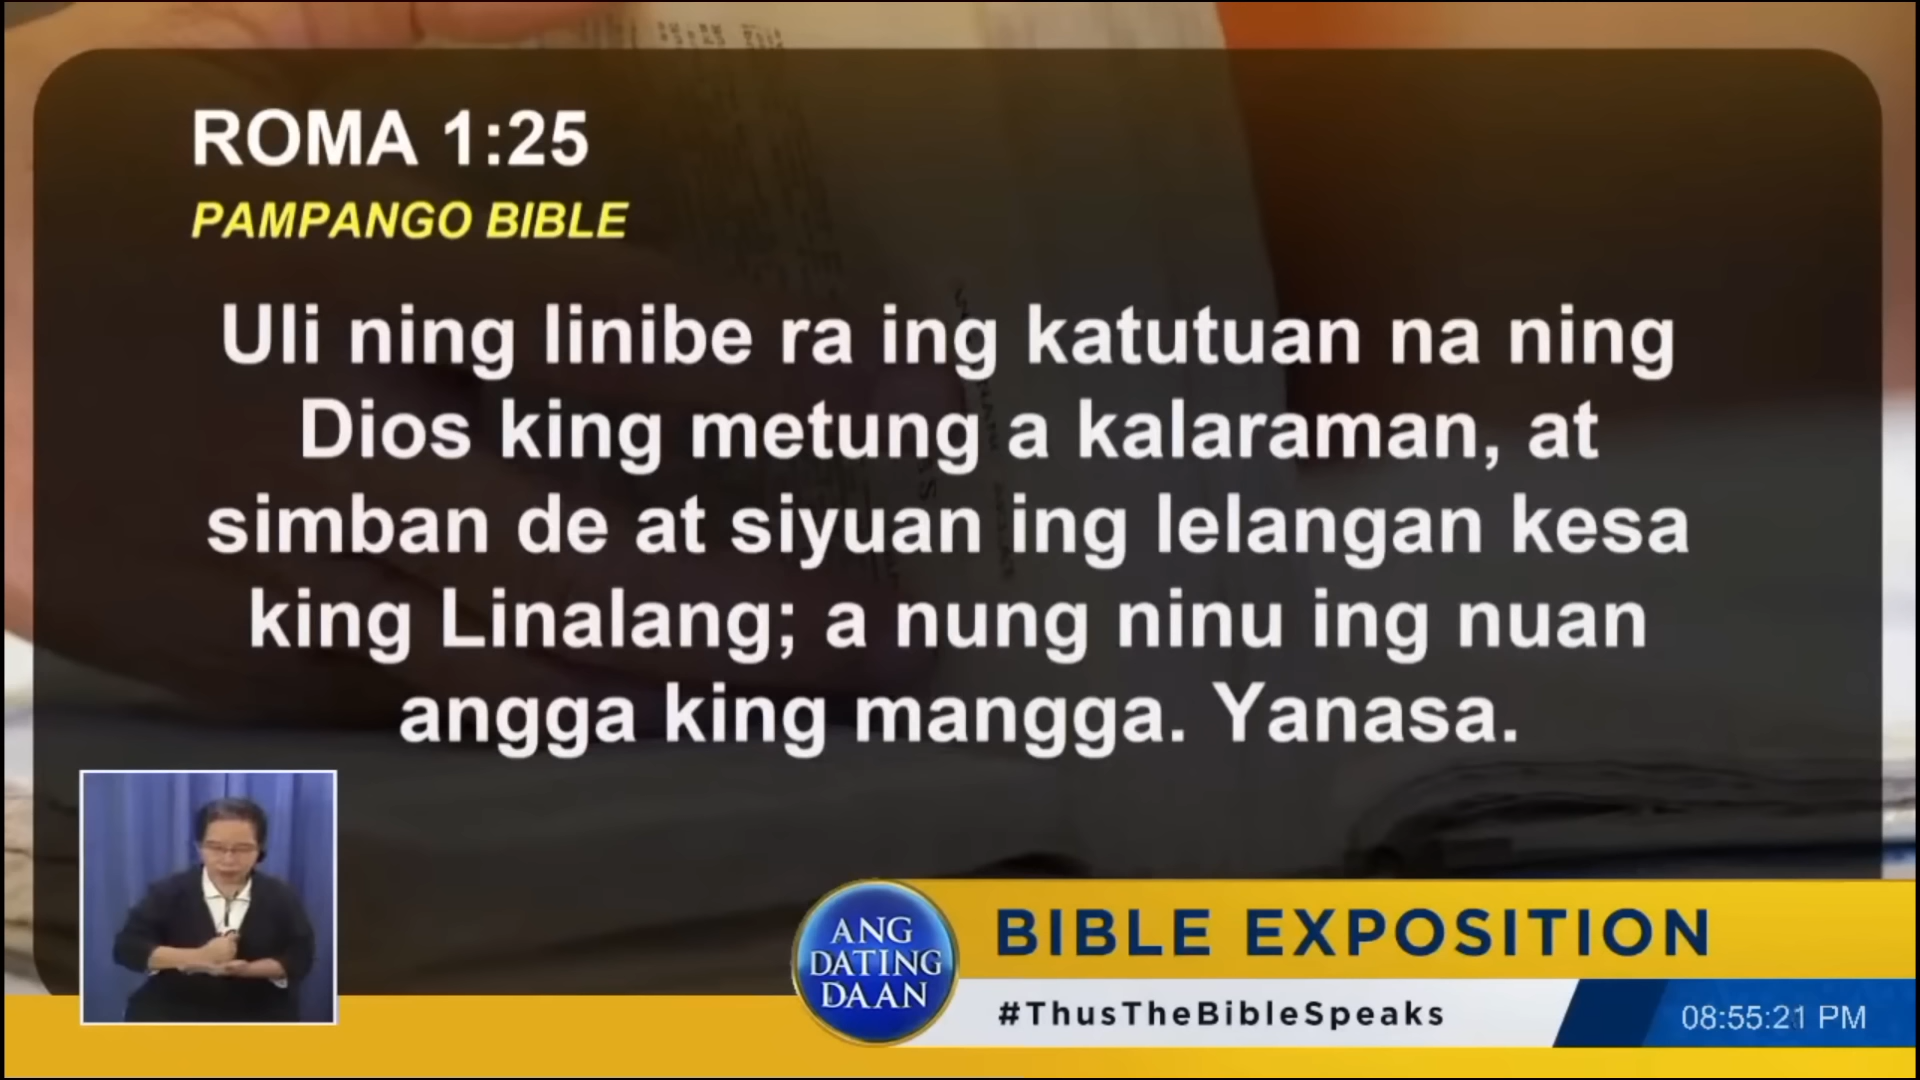 ROMA 1:25
PAMPANGO BIBLE
Uli ning linibe ra ing katutuan na ning
Dios king metung a kalaraman, at
simban de at siyuan ing lelangan kesa
king Linalang; a nung ninu ing nuan
angga king mangga. Yanasa.
ANG
DATING
DAAN
BIBLE EXPOSITION
#ThusTheBibleSpeaks
08:55:21 PM